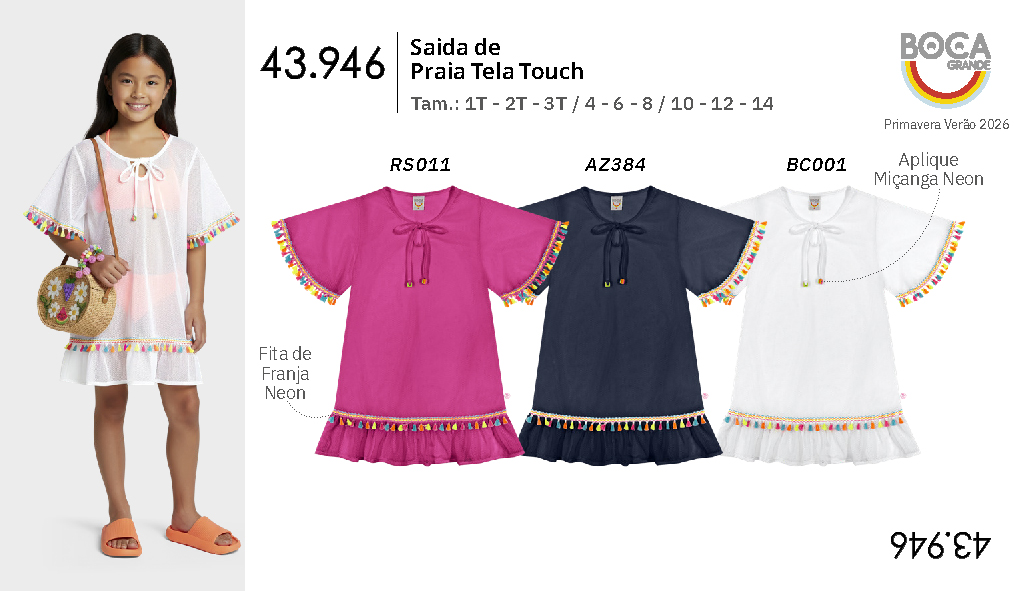 43.946
Saida de
Praia Tela Touch
Tam.: 1T - 2T - 3T / 4 - 6 - 8 / 10 - 12 - 14
BOCA
GRANDE
Primavera Verão 2026
RS011
AZ384
BC001
Aplique
Miçanga Neon
Fita de
Franja
Neon
43.946